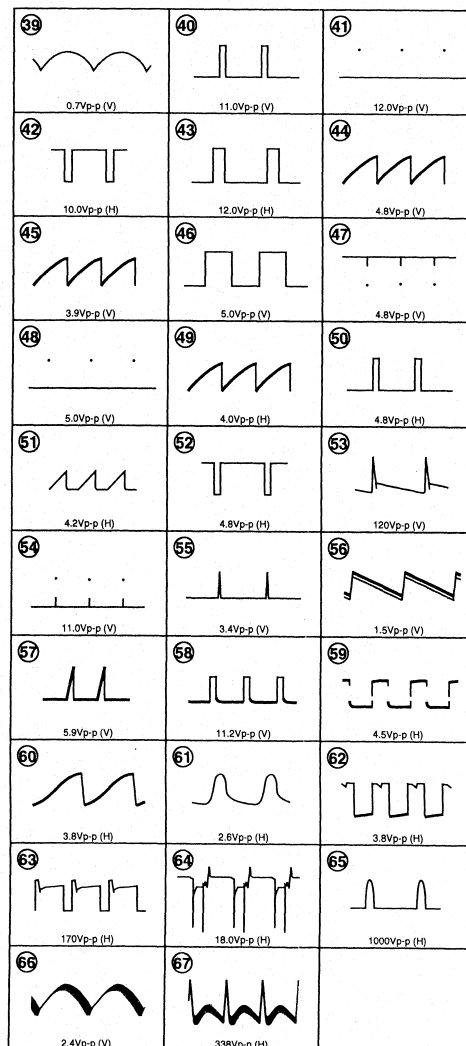 39 40 41
0.7Vp-p (V) 11.0Vp-p (V) 12.0Vp-p (V)
42 43 44
10.0Vp-p (H) 12.0Vp-p (H) 4.8Vp-p (V)
45 46 47
3.9Vp-p (V) 5.0Vp-p (V) 4.8Vp-p (V)
48 49 50
5.0Vp-p (V) 4.0Vp-p (H) 4.8Vp-p (H)
51 52 53
4.2Vp-p (H) 4.8Vp-p (H) 120Vp-p (V)
54 55 56
11.0Vp-p (V) 3.4Vp-p (V) 1.5Vp-p (V)
57 58 59
5.9Vp-p (V) 11.2Vp-p (V) 4.5Vp-p (H)
60 61 62
3.8Vp-p (H) 2.6Vp-p (H) 3.8Vp-p (H)
63 64 65
170Vp-p (H) 18.0Vp-p (H) 1000Vp-p (H)
66 67
2.4Vp-p (V) 338Vp-p (H)